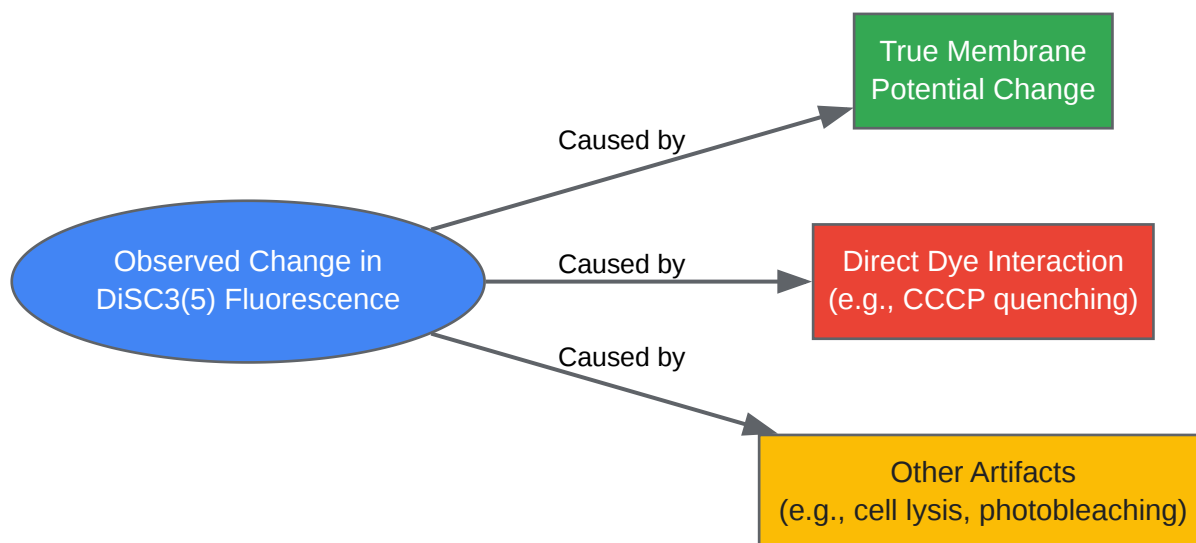 True Membrane
Potential Change
Caused by
Observed Change in
DiSC3(5) Fluorescence
Caused by
Direct Dye Interaction
(e.g., CCCP quenching)
Caused by
Other Artifacts
(e.g., cell lysis, photobleaching)